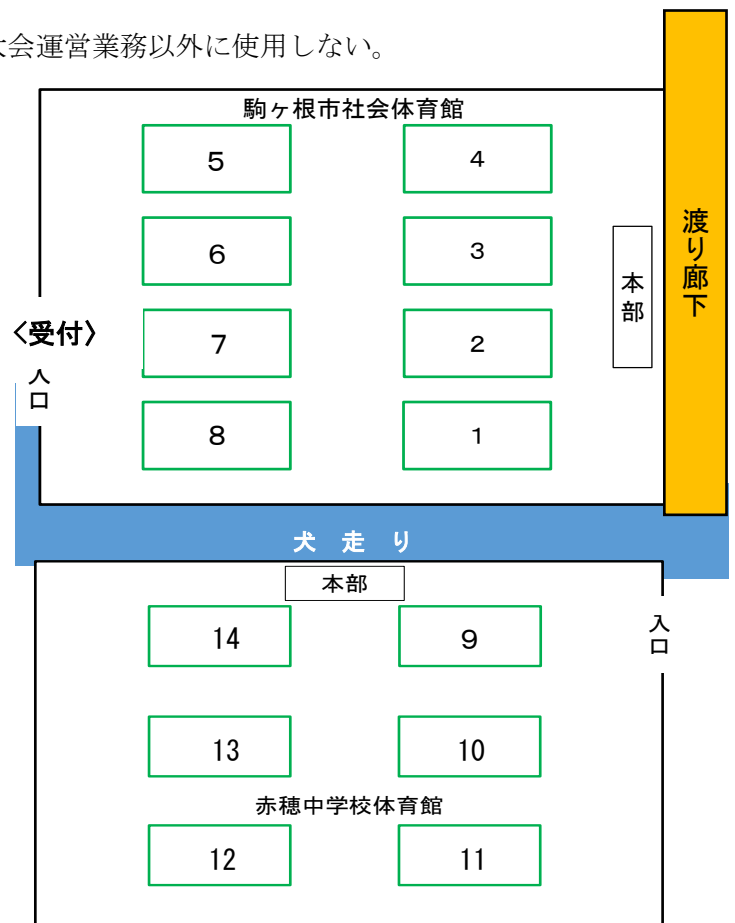 会運営業務以外に使用しない。
駒ヶ根市社会体育館
5 4
6 3
渡り廊下
本部
〈受付〉
7 2
入口
8 1
犬走り
本部
14 9
入口
13 10
赤穂中学校体育館
12 11